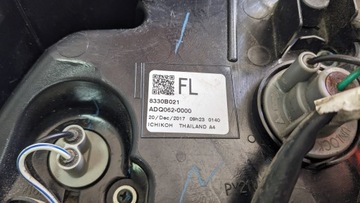 FL
8330B021
ADQ062-0000
20/Dec/2017 09h23 0140
ICHIKOH THAILAND A4